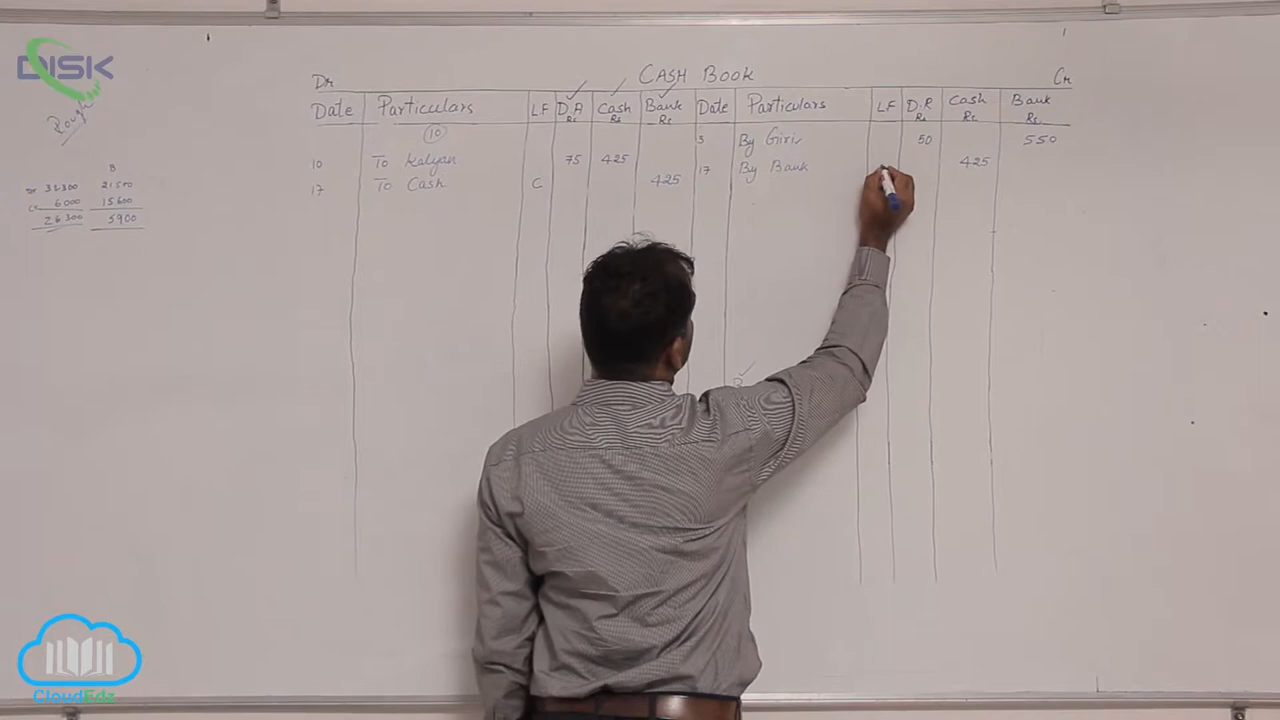 DISK
Rough
B
Dr 32300 21500
Cr 6000 15600
26300 5900
CASH BOOK
Dr
Cr
Date Particulars LF D.A Rs Cash Rs Bank Rs Date Particulars LF D.R Rs Cash Rs Bank Rs
10
3 By Giri 50 550
10 To Kalyan 75 425
17 By Bank 425
17 To Cash C 425
CloudEdz